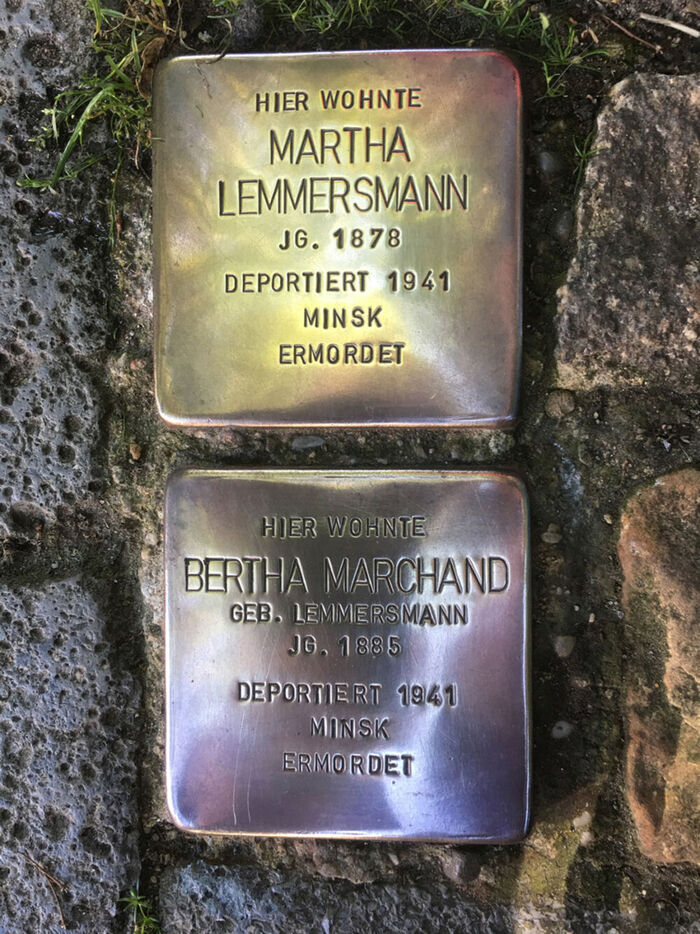 HIER WOHNTE
MARTHA
LEMMERSMANN
JG. 1878
DEPORTIERT 1941
MINSK
ERMORDET
HIER WOHNTE
BERTHA MARCHAND
GEB. LEMMERSMANN
JG. 1885
DEPORTIERT 1941
MINSK
ERMORDET